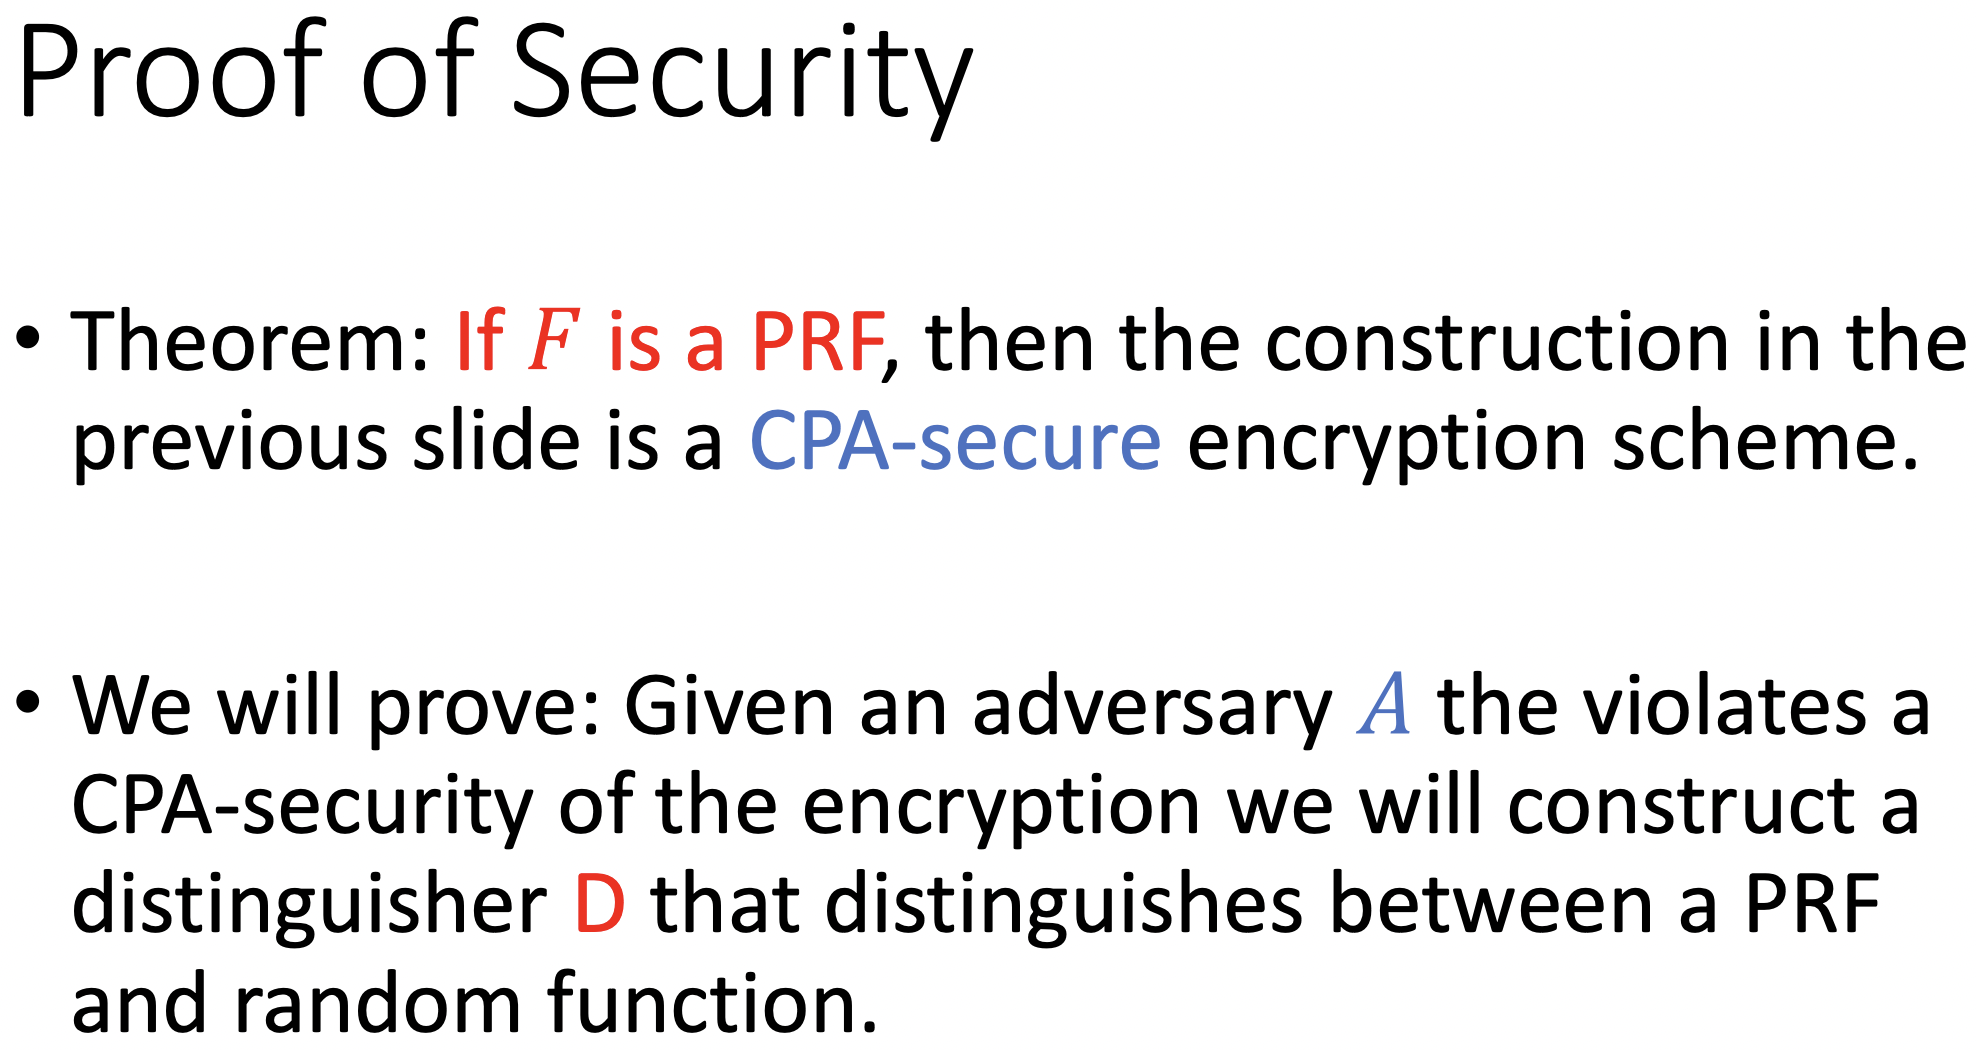 Proof of Security
• Theorem: If F is a PRF, then the construction in the
previous slide is a CPA-secure encryption scheme.
• We will prove: Given an adversary A the violates a
CPA-security of the encryption we will construct a
distinguisher D that distinguishes between a PRF
and random function.